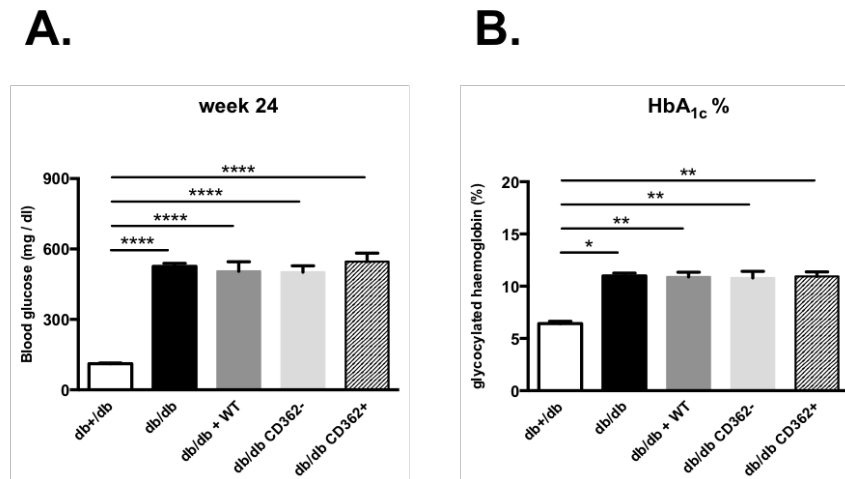 A.
week 24
Blood glucose (mg / dl)
900
600
300
0
****
****
****
****
db+/db
db/db
db/db + WT
db/db CD362-
db/db CD362+
B.
HbA1c %
glycocylated haemoglobin (%)
20
15
10
5
0
**
**
**
*
db+/db
db/db
db/db + WT
db/db CD362-
db/db CD362+